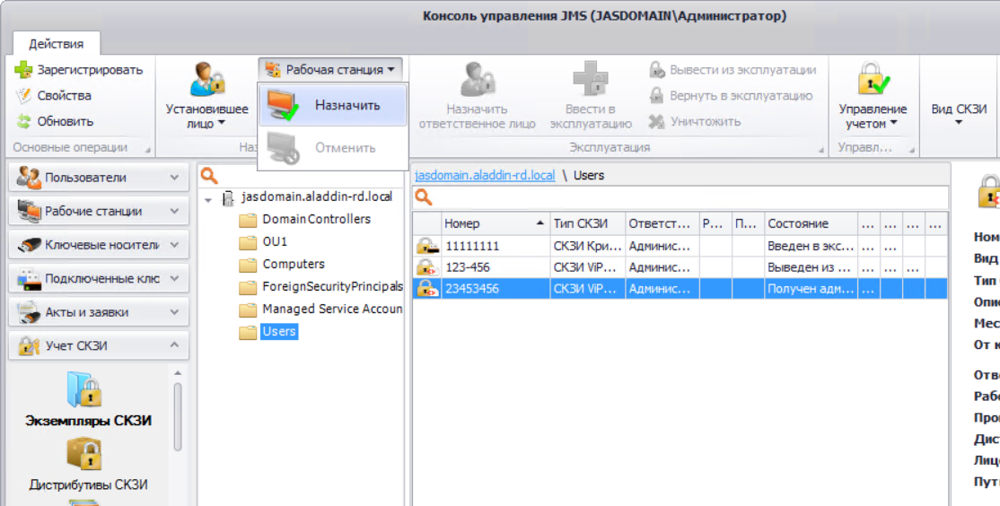 Консоль управления JMS (JASDOMAIN\Администратор)
Действия
Зарегистрировать
Свойства
Обновить
Основные операции
Установившее
лицо
Рабочая станция
Назначить
Отменить
Наз
Назначить
ответственное лицо
Ввести в
эксплуатацию
Вывести из эксплуатации
Вернуть в эксплуатацию
Уничтожить
Эксплуатация
Управление
учетом
Управл...
Вид СКЗИ
Пользователи
Рабочие станции
Ключевые носители
Подключенные клю
Акты и заявки
Учет СКЗИ
Экземпляры СКЗИ
Дистрибутивы СКЗИ
jasdomain.aladdin-rd.local
Domain Controllers
OU1
Computers
ForeignSecurityPrincipals
Managed Service Accoun
Users
jasdomain.aladdin-rd.local \ Users
Номер Тип СКЗИ Ответст... Р... П... Состояние ... ... ... ...
11111111 СКЗИ Кри... Админис... Введен в экс... ... ...
123-456 СКЗИ ViP... Админис... Выведен из ... ... ... ...
23453456 СКЗИ ViP... Админис... Получен адм... ...
Ном
Вид
Тип
Опи
Мес
От к
Отв
Рабо
Про
Дис
Лиц
Пут